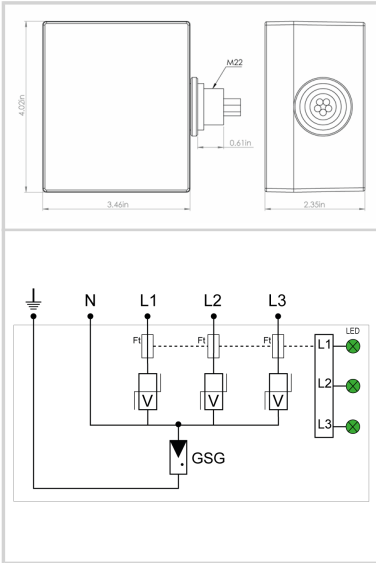 M22
4.02in
0.61in
3.46in
2.35in
N L1 L2 L3
LED
Ft Ft Ft L1
V V V L2
L3
GSG